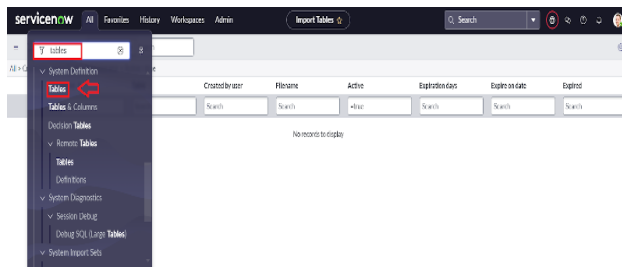 servicenow All Favorites History Workspaces Admin Import Tables ☆ Search
tables
All >
System Definition
Tables
Tables & Columns
Decision Tables
Remote Tables
Tables
Definitions
System Diagnostics
Session Debug
Debug SQL (Large Tables)
System Import Sets
Created by user Filename Active Expiration days Expire on date Expired
Search Search =true Search Search Search
No records to display